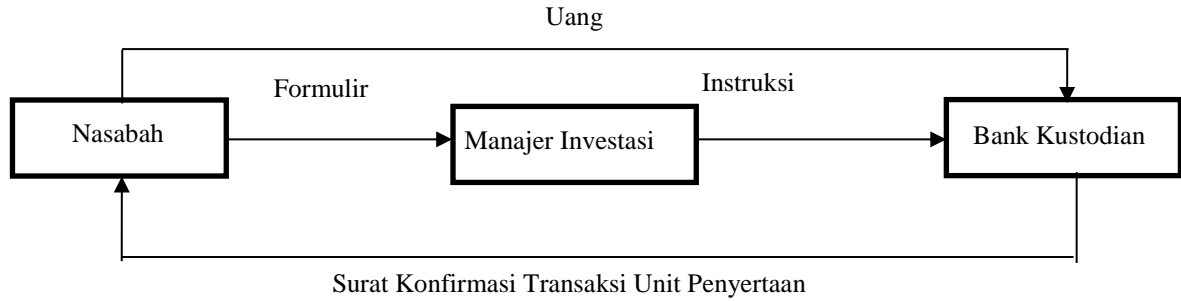 Uang
Formulir
Instruksi
Nasabah
Manajer Investasi
Bank Kustodian
Surat Konfirmasi Transaksi Unit Penyertaan